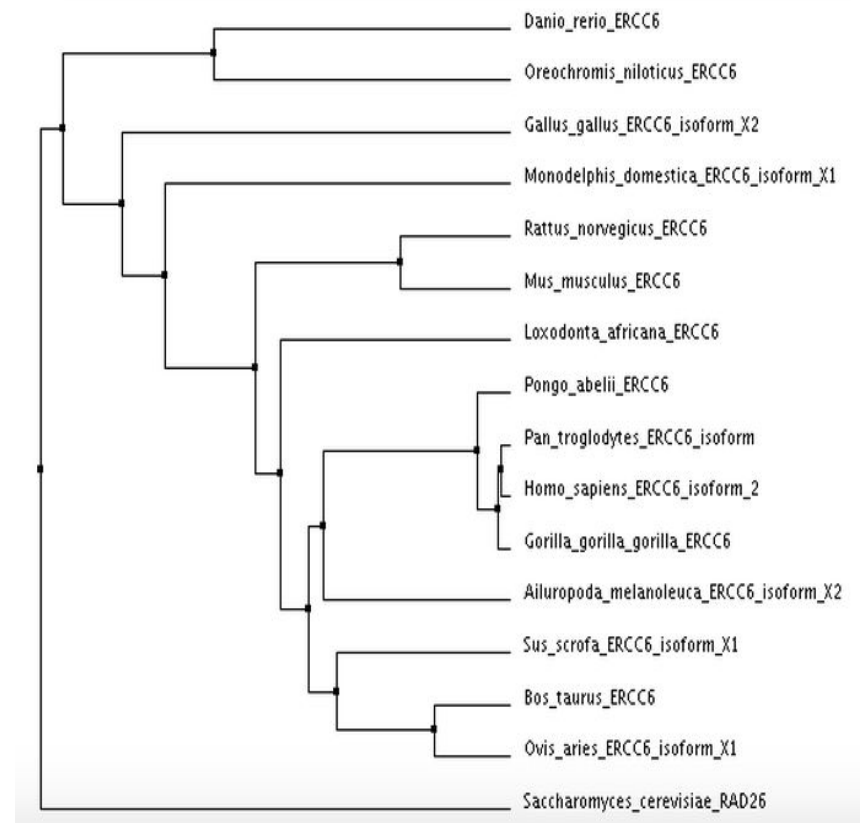 Danio_rerio_ERCC6
Oreochromis_niloticus_ERCC6
Gallus_gallus_ERCC6_isoform_X2
Monodelphis_domestica_ERCC6_isoform_X1
Rattus_norvegicus_ERCC6
Mus_musculus_ERCC6
Loxodonta_africana_ERCC6
Pongo_abelii_ERCC6
Pan_troglodytes_ERCC6_isoform
Homo_sapiens_ERCC6_isoform_2
Gorilla_gorilla_gorilla_ERCC6
Ailuropoda_melanoleuca_ERCC6_isoform_X2
Sus_scrofa_ERCC6_isoform_X1
Bos_taurus_ERCC6
Ovis_aries_ERCC6_isoform_X1
Saccharomyces_cerevisiae_RAD26